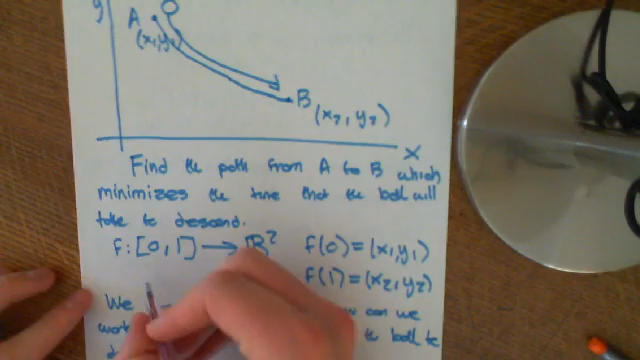 y
A
(x₁,y₁)
B
(x₂, y₂)
x
Find the path from A to B which
minimizes the time that the ball will
take to descend.
f: [0, 1] → ℝ² f(0) = (x₁,y₁)
f(1) = (x₂,y₂)
We can we
the ball to